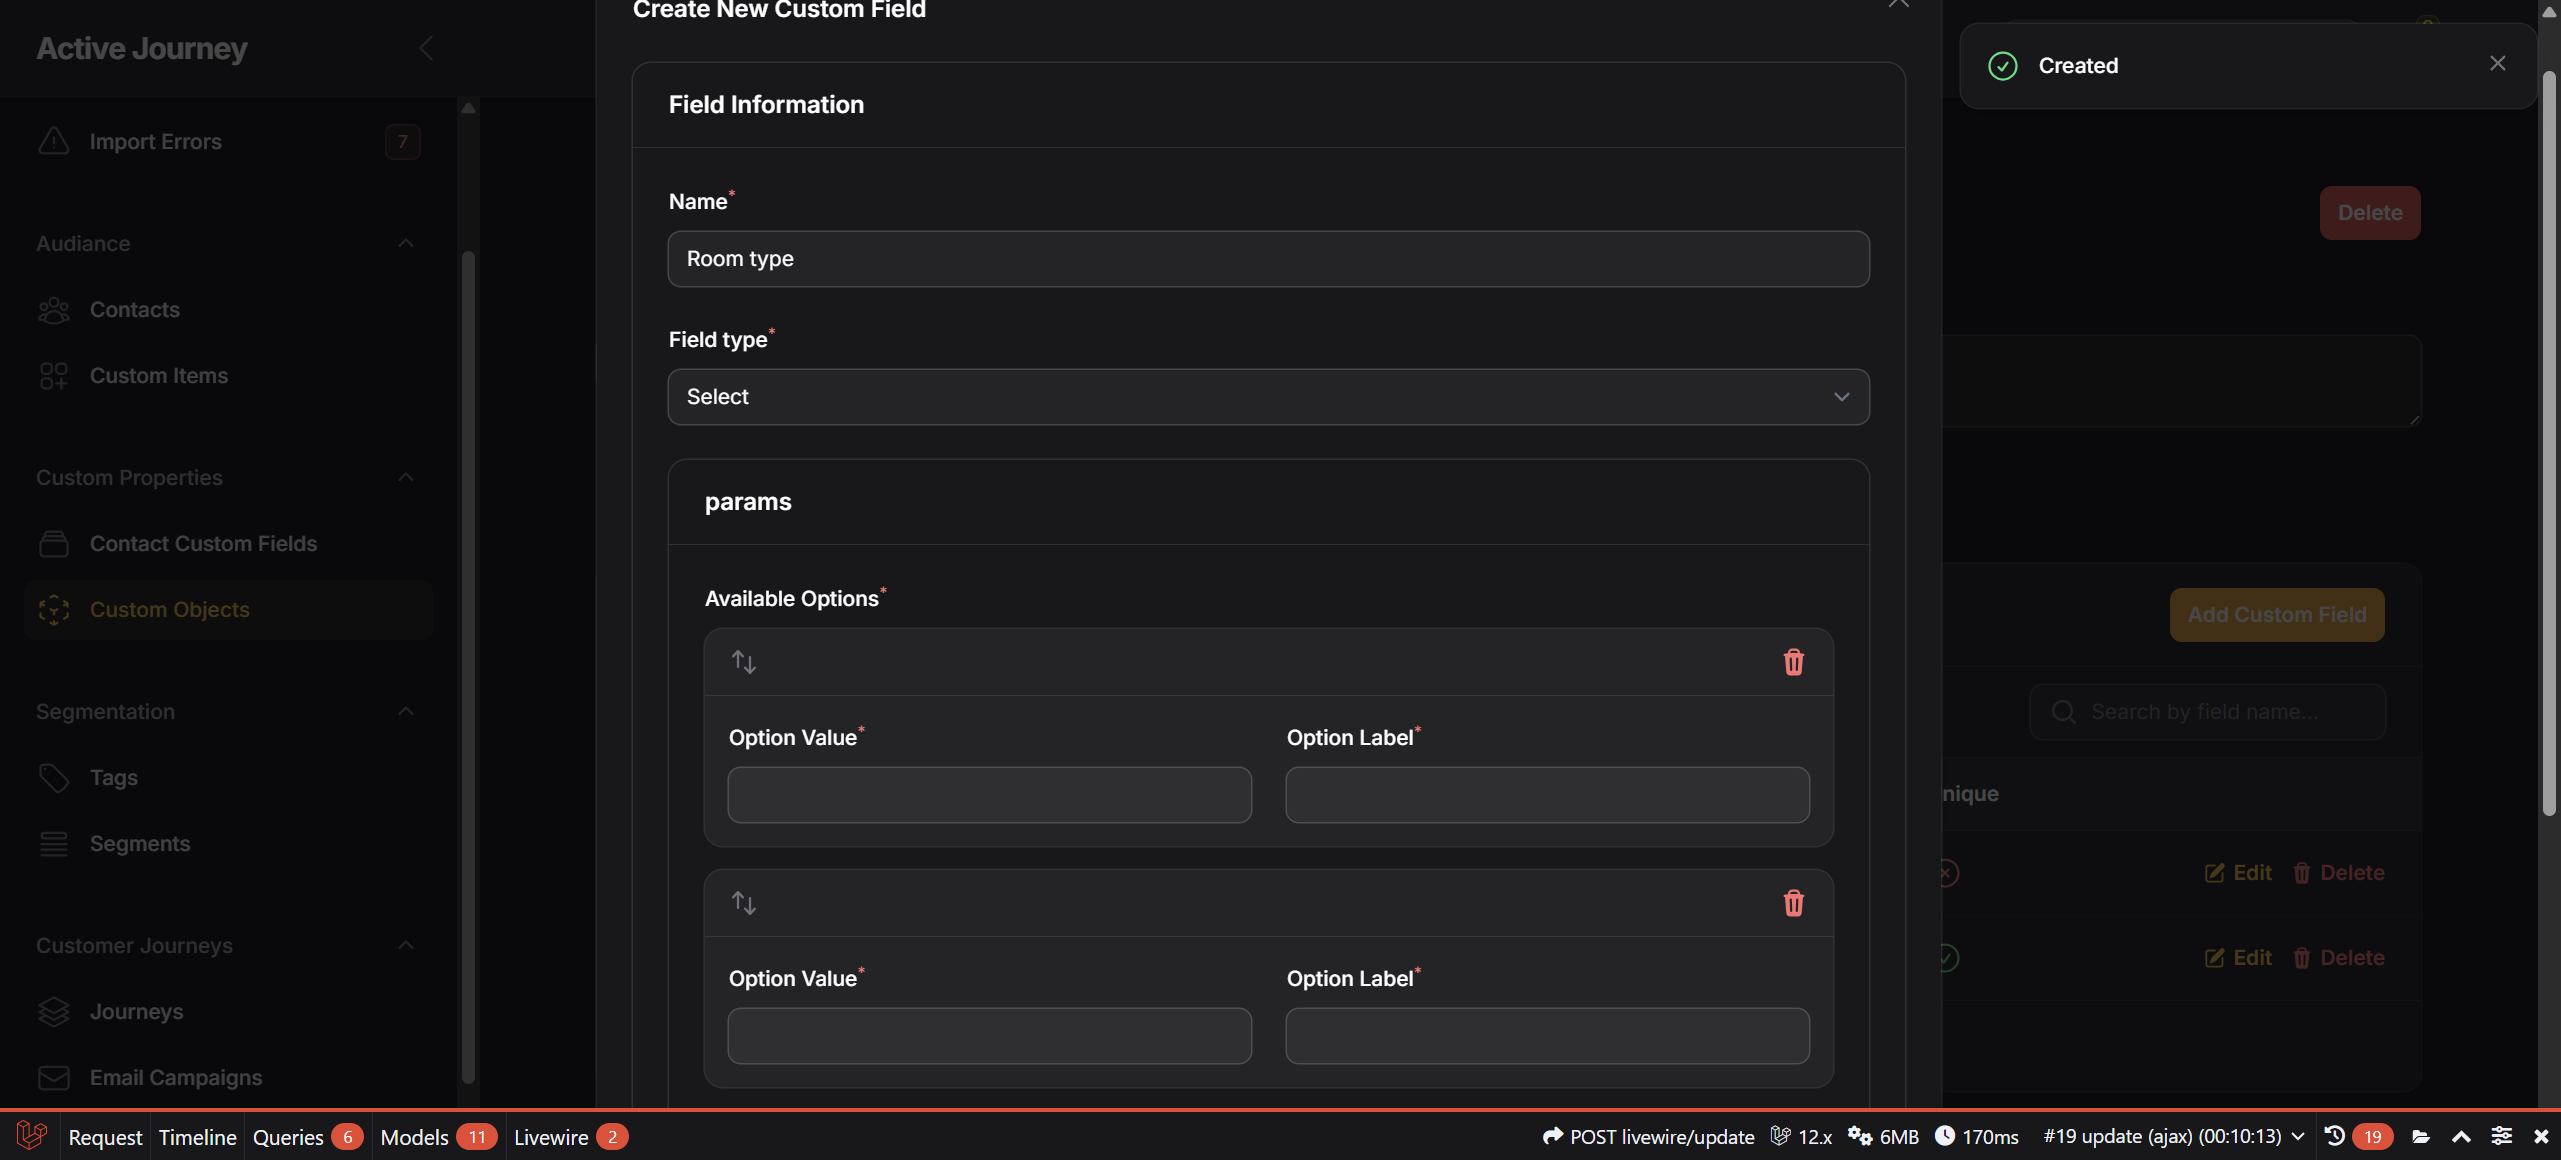 Active Journey
Import Errors 7
Audiance
Contacts
Custom Items
Custom Properties
Contact Custom Fields
Custom Objects
Segmentation
Tags
Segments
Customer Journeys
Journeys
Email Campaigns
Create New Custom Field
Field Information
Name*
Room type
Field type*
Select
params
Available Options*
Option Value* Option Label*
Option Value* Option Label*
Created
Delete
Add Custom Field
Search by field name...
nique
Edit Delete
Edit Delete
Request Timeline Queries 6 Models 11 Livewire 2 POST livewire/update 12.x 6MB 170ms #19 update (ajax) (00:10:13) 19